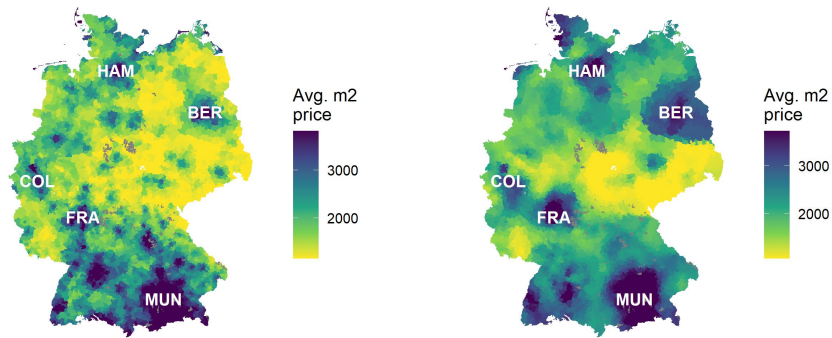 HAM
BER
COL
FRA
MUN
Avg. m2
price
3000
2000
HAM
BER
COL
FRA
MUN
Avg. m2
price
3000
2000